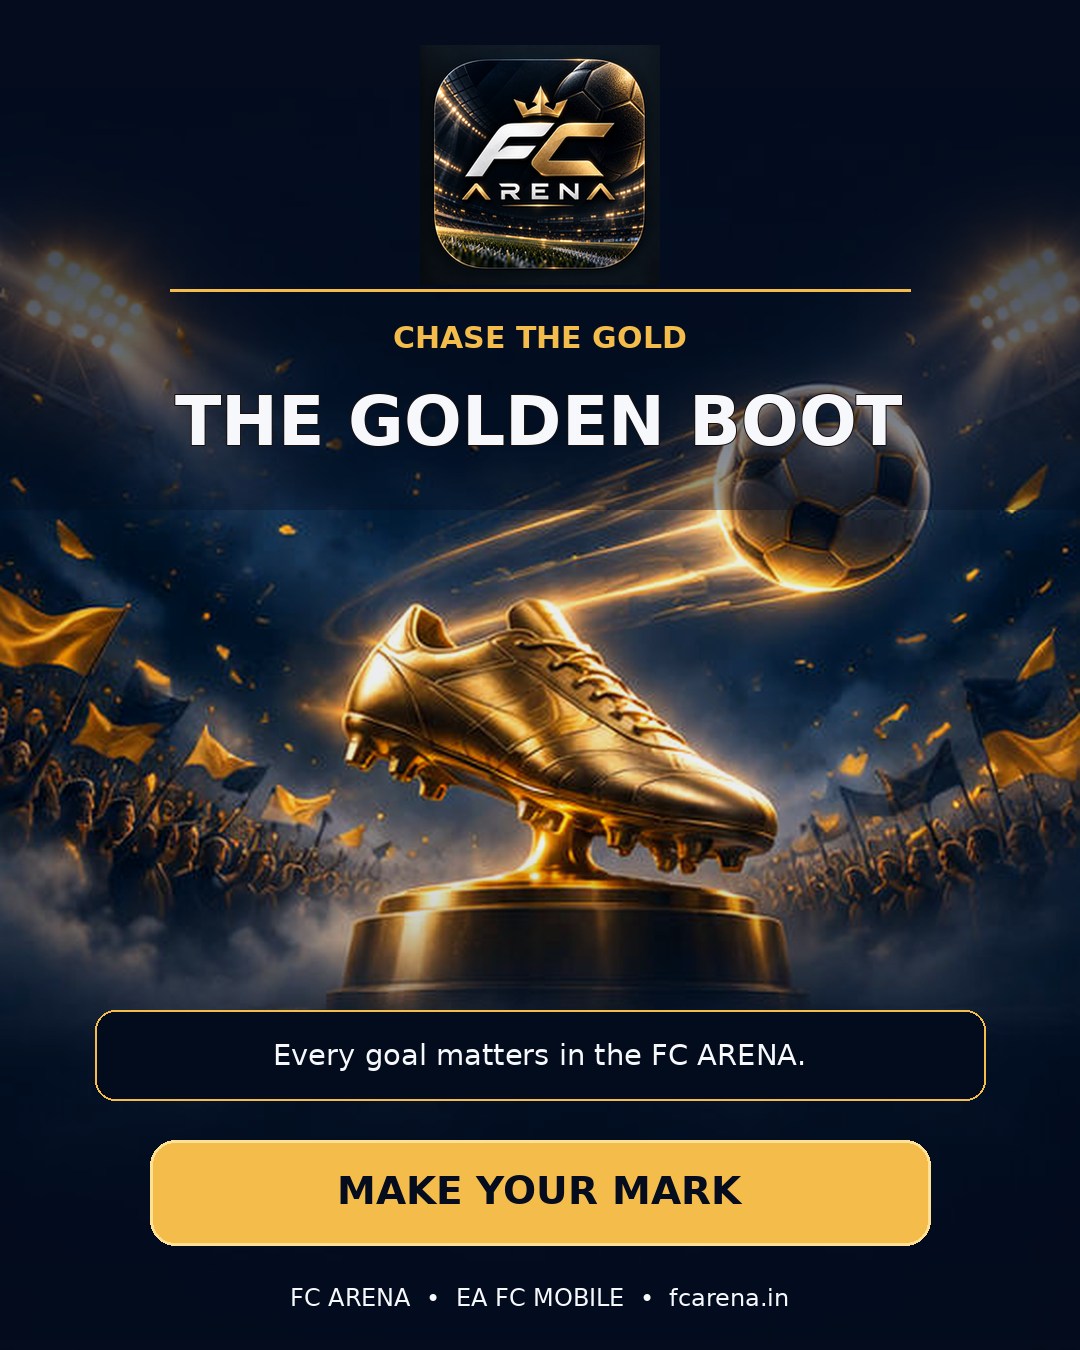 FC
ARENA
CHASE THE GOLD
THE GOLDEN BOOT
Every goal matters in the FC ARENA.
MAKE YOUR MARK
FC ARENA • EA FC MOBILE • fcarena.in